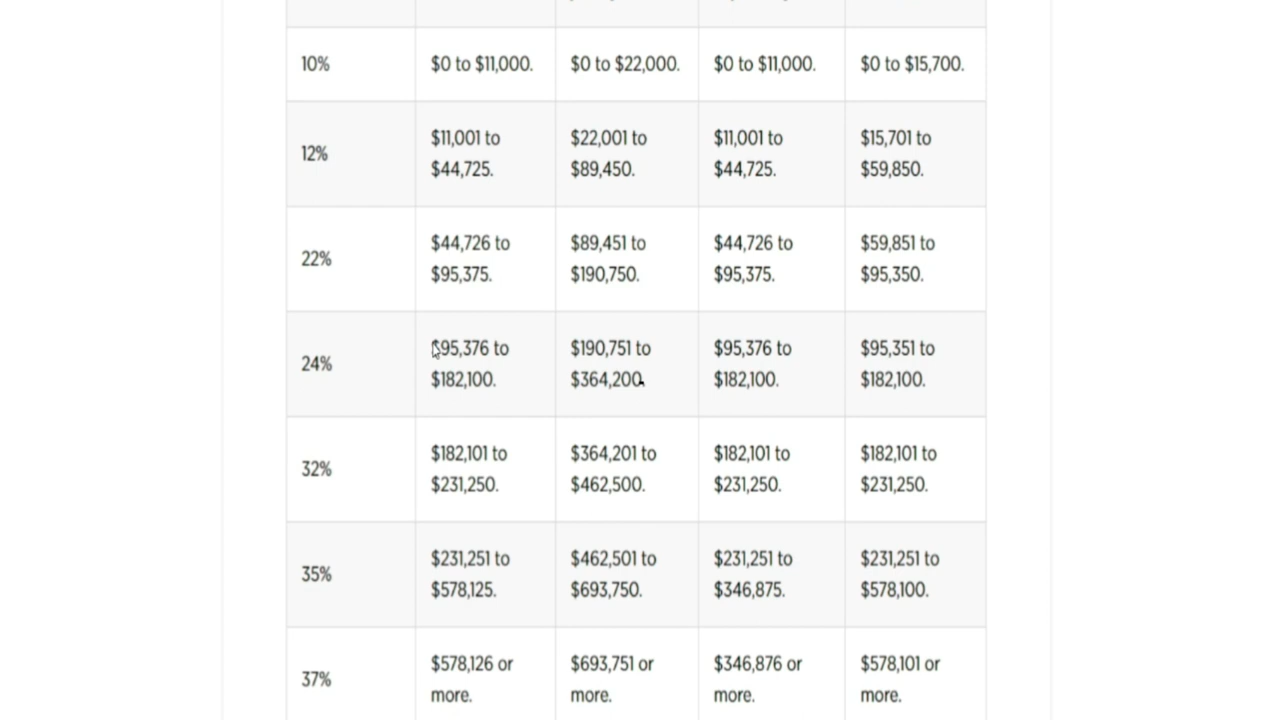 10% $0 to $11,000. $0 to $22,000. $0 to $11,000. $0 to $15,700.
12% $11,001 to $44,725. $22,001 to $89,450. $11,001 to $44,725. $15,701 to $59,850.
22% $44,726 to $95,375. $89,451 to $190,750. $44,726 to $95,375. $59,851 to $95,350.
24% $95,376 to $182,100. $190,751 to $364,200. $95,376 to $182,100. $95,351 to $182,100.
32% $182,101 to $231,250. $364,201 to $462,500. $182,101 to $231,250. $182,101 to $231,250.
35% $231,251 to $578,125. $462,501 to $693,750. $231,251 to $346,875. $231,251 to $578,100.
37% $578,126 or more. $693,751 or more. $346,876 or more. $578,101 or more.